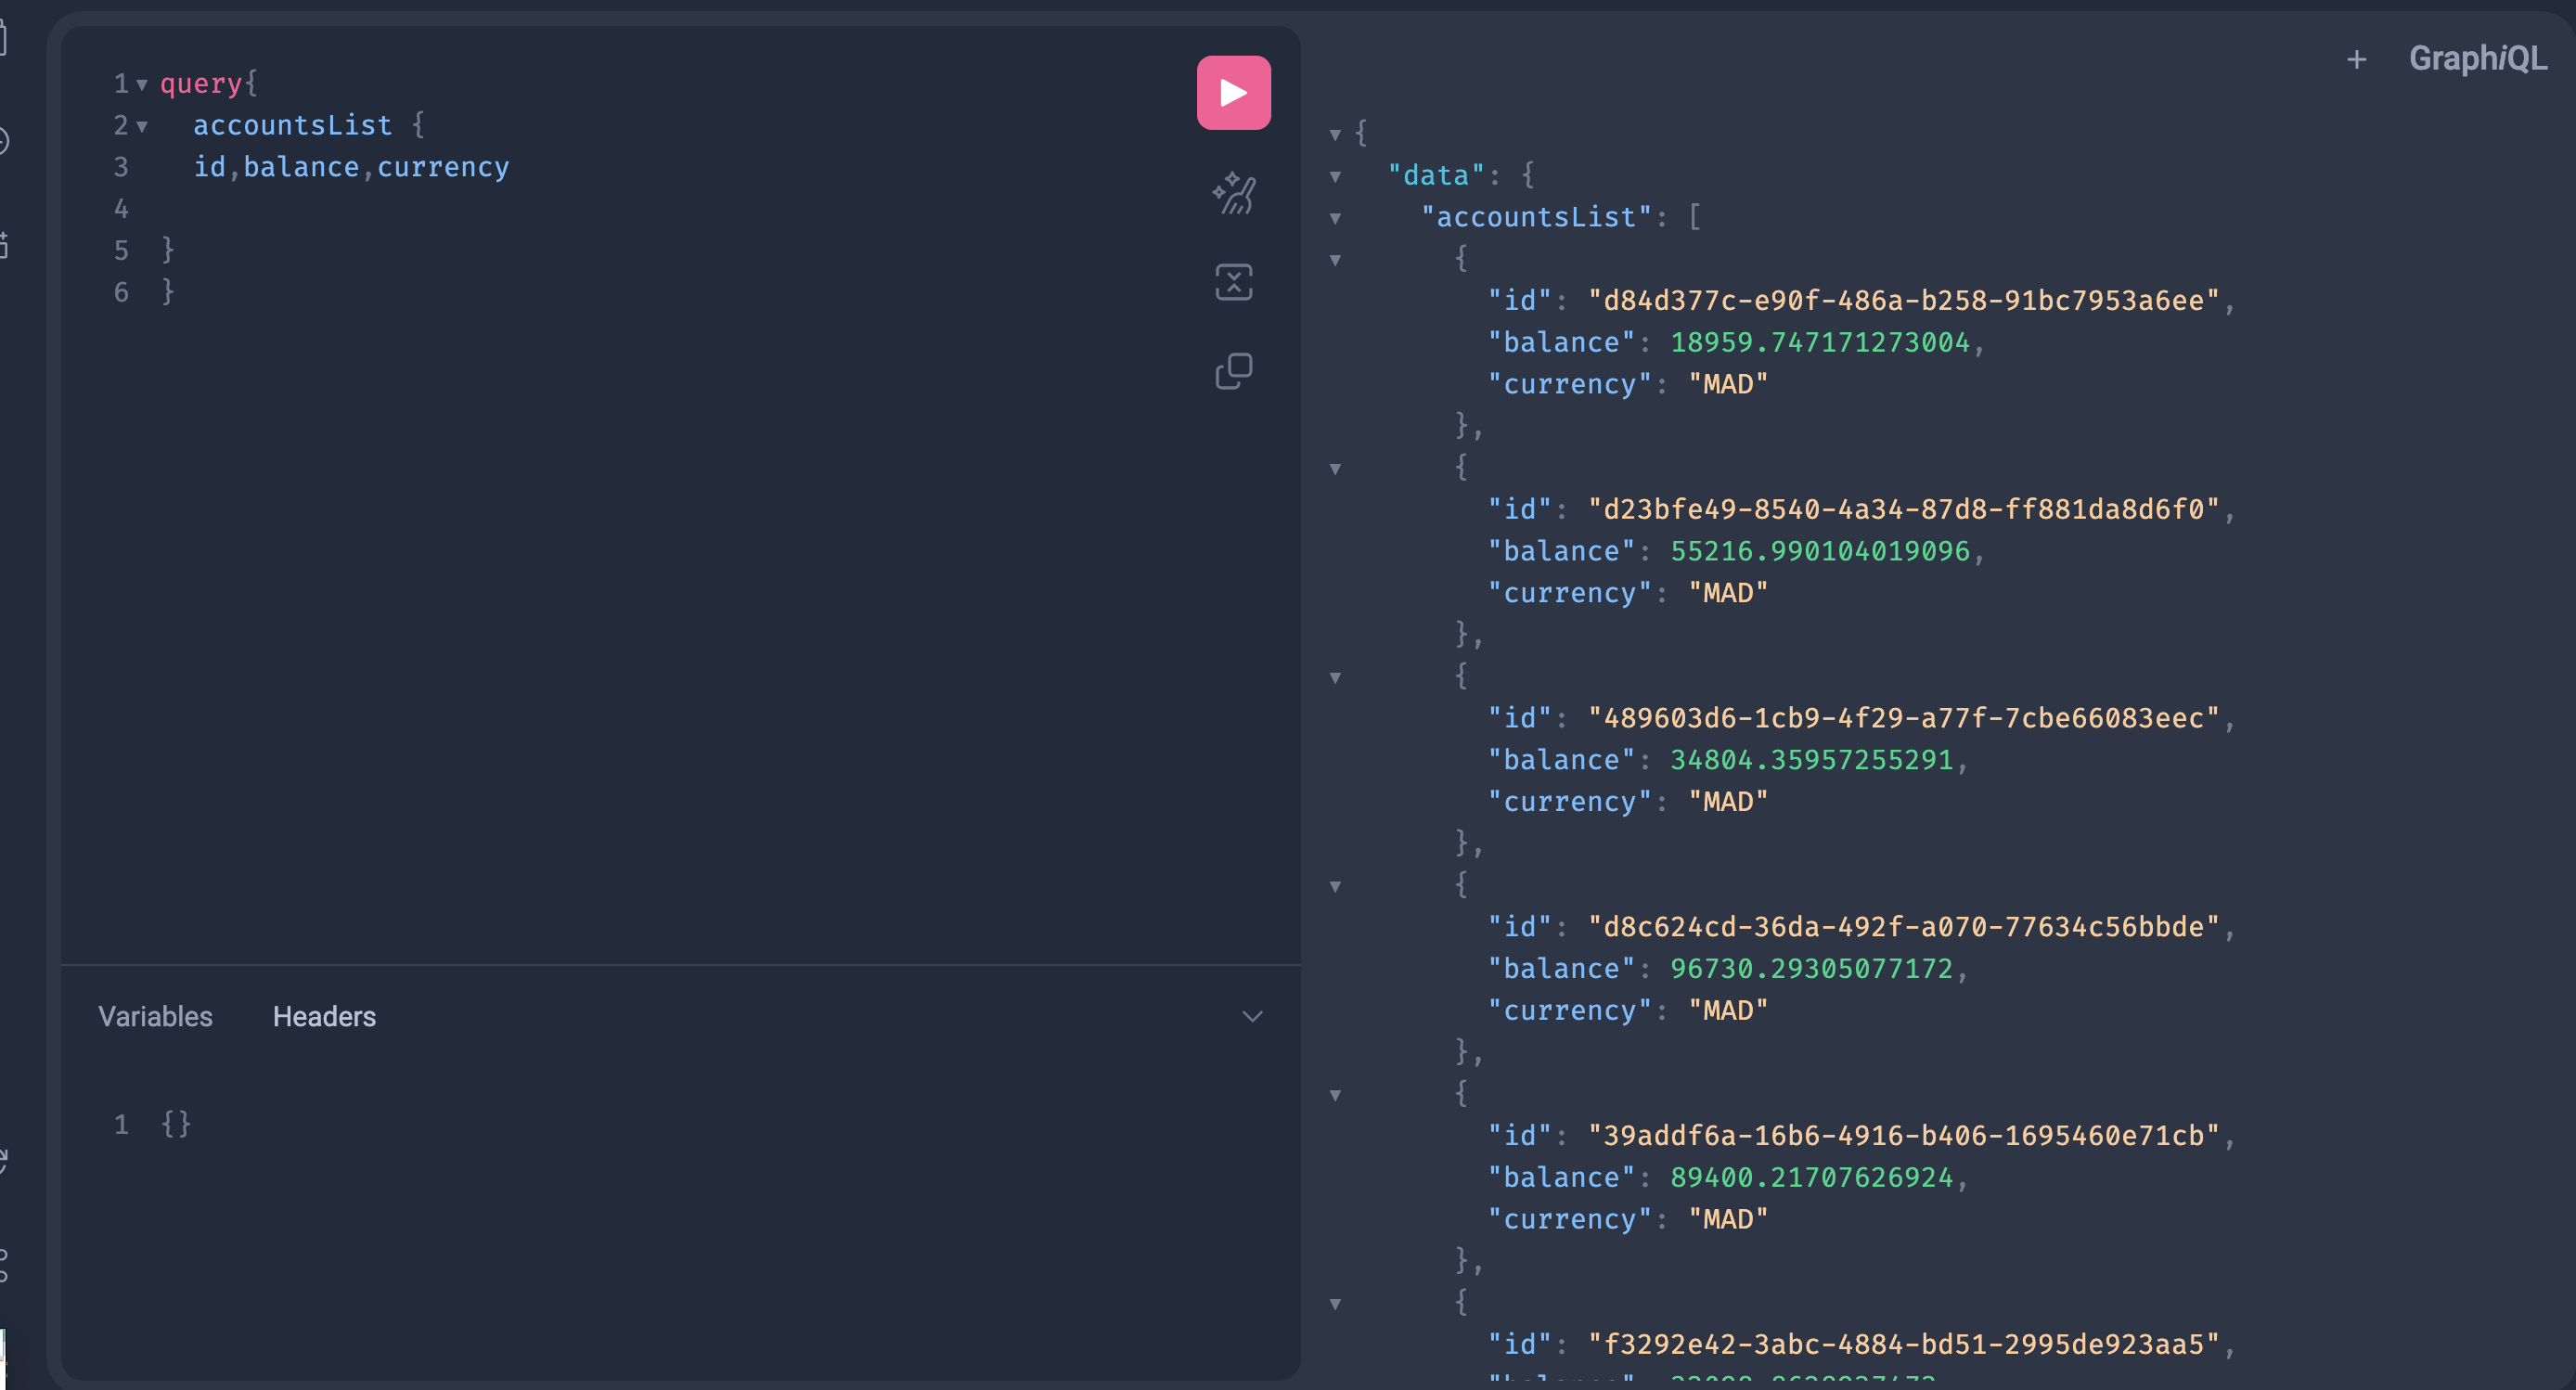 1 query{
2 accountsList {
3 id,balance,currency
4
5 }
6 }
Variables Headers
1 {}
+ GraphiQL
{
"data": {
"accountsList": [
{
"id": "d84d377c-e90f-486a-b258-91bc7953a6ee",
"balance": 18959.747171273004,
"currency": "MAD"
},
{
"id": "d23bfe49-8540-4a34-87d8-ff881da8d6f0",
"balance": 55216.990104019096,
"currency": "MAD"
},
{
"id": "489603d6-1cb9-4f29-a77f-7cbe66083eec",
"balance": 34804.35957255291,
"currency": "MAD"
},
{
"id": "d8c624cd-36da-492f-a070-77634c56bbde",
"balance": 96730.29305077172,
"currency": "MAD"
},
{
"id": "39addf6a-16b6-4916-b406-1695460e71cb",
"balance": 89400.21707626924,
"currency": "MAD"
},
{
"id": "f3292e42-3abc-4884-bd51-2995de923aa5",